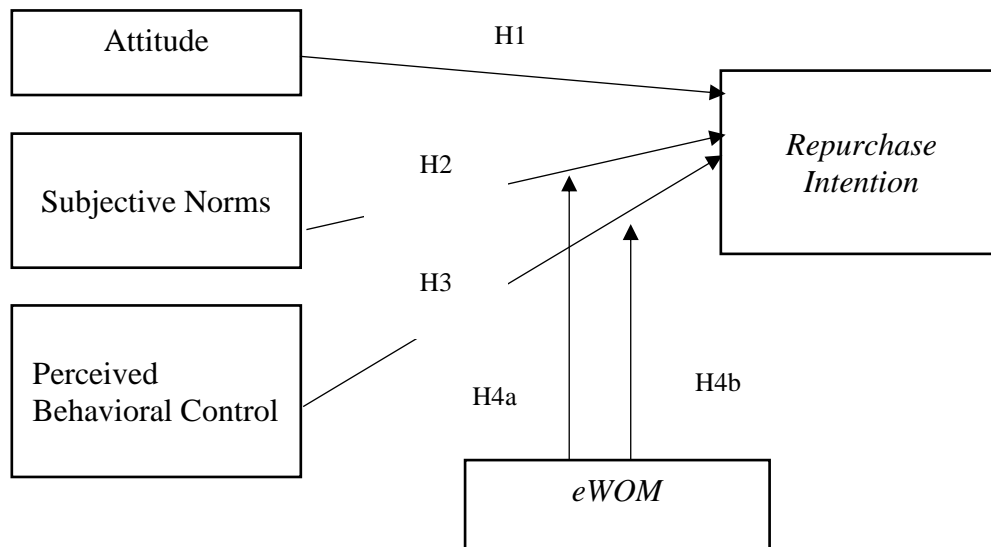 Attitude
H1
Repurchase
Intention
H2
Subjective Norms
H3
Perceived
Behavioral Control
H4a
H4b
eWOM